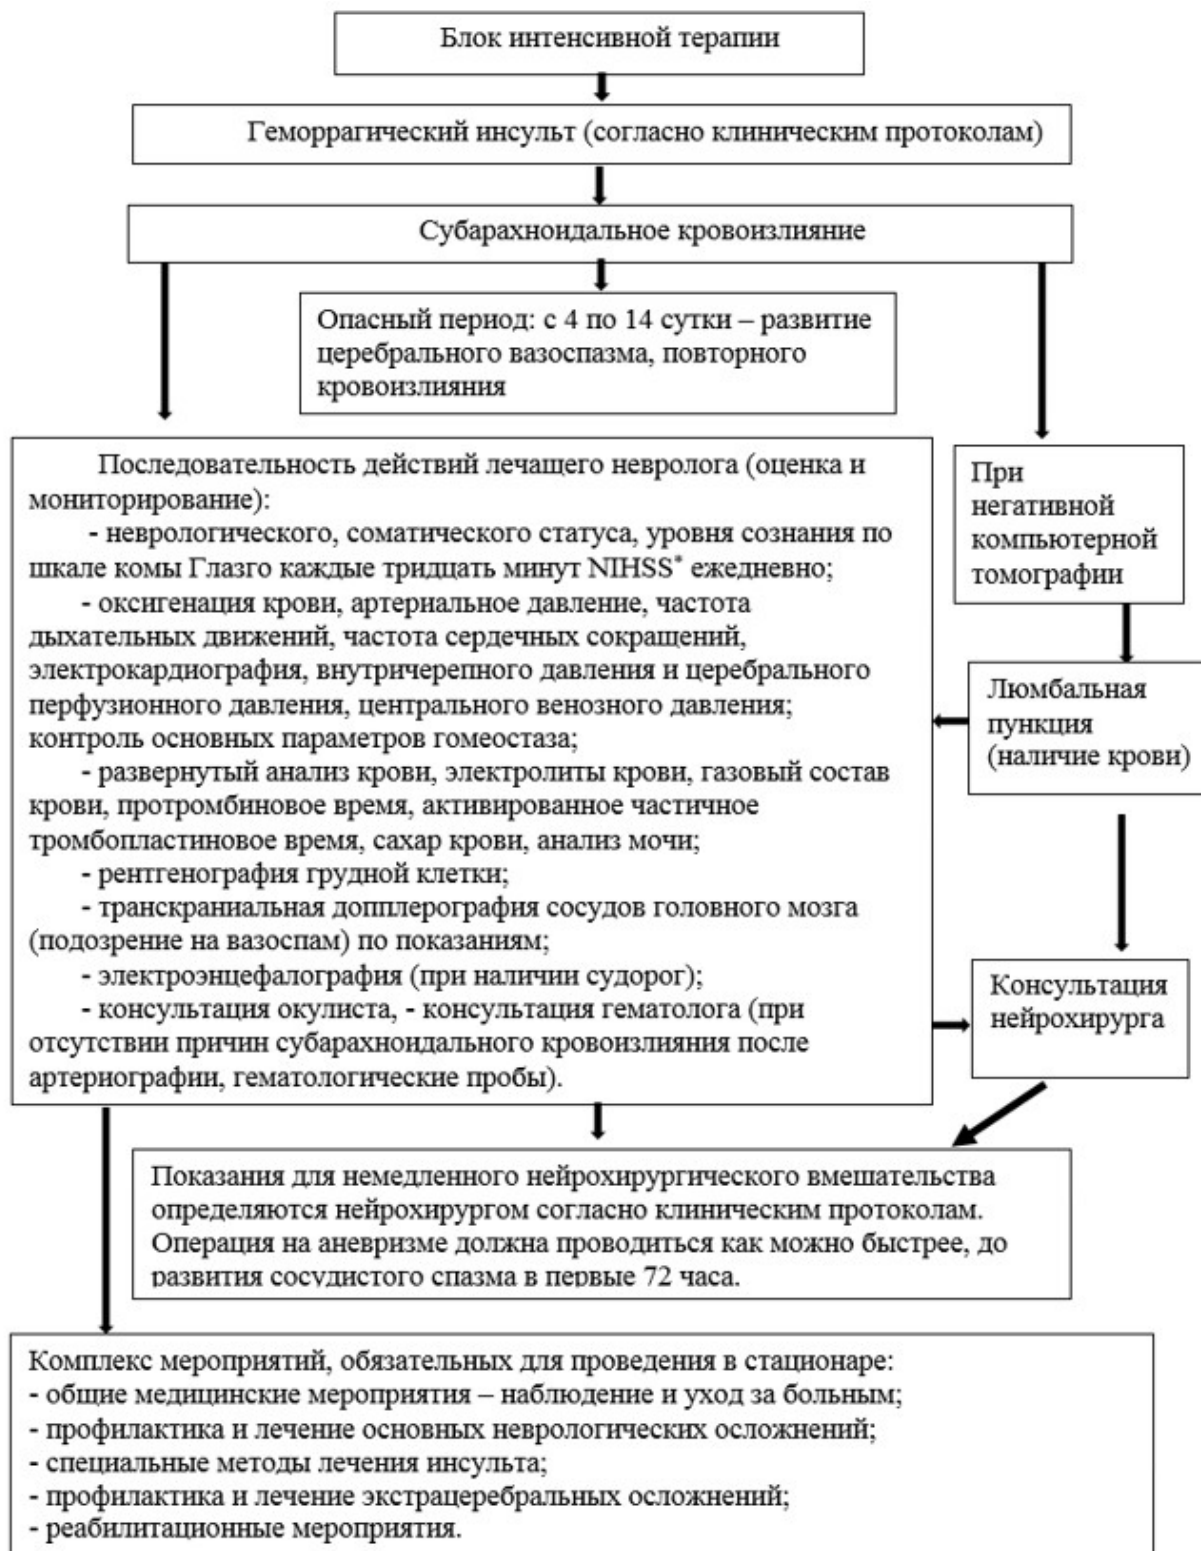 Блок интенсивной терапии
Геморрагический инсульт (согласно клиническим протоколам)
Субарахноидальное кровоизлияние
Опасный период: с 4 по 14 сутки – развитие
церебрального вазоспазма, повторного
кровоизлияния
Последовательность действий лечащего невролога (оценка и
мониторирование):
- неврологического, соматического статуса, уровня сознания по
шкале комы Глазго каждые тридцать минут NIHSS* ежедневно;
- оксигенация крови, артериальное давление, частота
дыхательных движений, частота сердечных сокращений,
электрокардиография, внутричерепного давления и церебрального
перфузионного давления, центрального венозного давления;
контроль основных параметров гомеостаза;
- развернутый анализ крови, электролиты крови, газовый состав
крови, протромбиновое время, активированное частичное
тромбопластиновое время, сахар крови, анализ мочи;
- рентгенография грудной клетки;
- транскраниальная допплерография сосудов головного мозга
(подозрение на вазоспам) по показаниям;
- электроэнцефалография (при наличии судорог);
- консультация окулиста, - консультация гематолога (при
отсутствии причин субарахноидального кровоизлияния после
артериографии, гематологические пробы).
При
негативной
компьютерной
томографии
Люмбальная
пункция
(наличие крови)
Консультация
нейрохирурга
Показания для немедленного нейрохирургического вмешательства
определяются нейрохирургом согласно клиническим протоколам.
Операция на аневризме должна проводиться как можно быстрее, до
развития сосудистого спазма в первые 72 часа.
Комплекс мероприятий, обязательных для проведения в стационаре:
- общие медицинские мероприятия – наблюдение и уход за больным;
- профилактика и лечение основных неврологических осложнений;
- специальные методы лечения инсульта;
- профилактика и лечение экстрацеребральных осложнений;
- реабилитационные мероприятия.